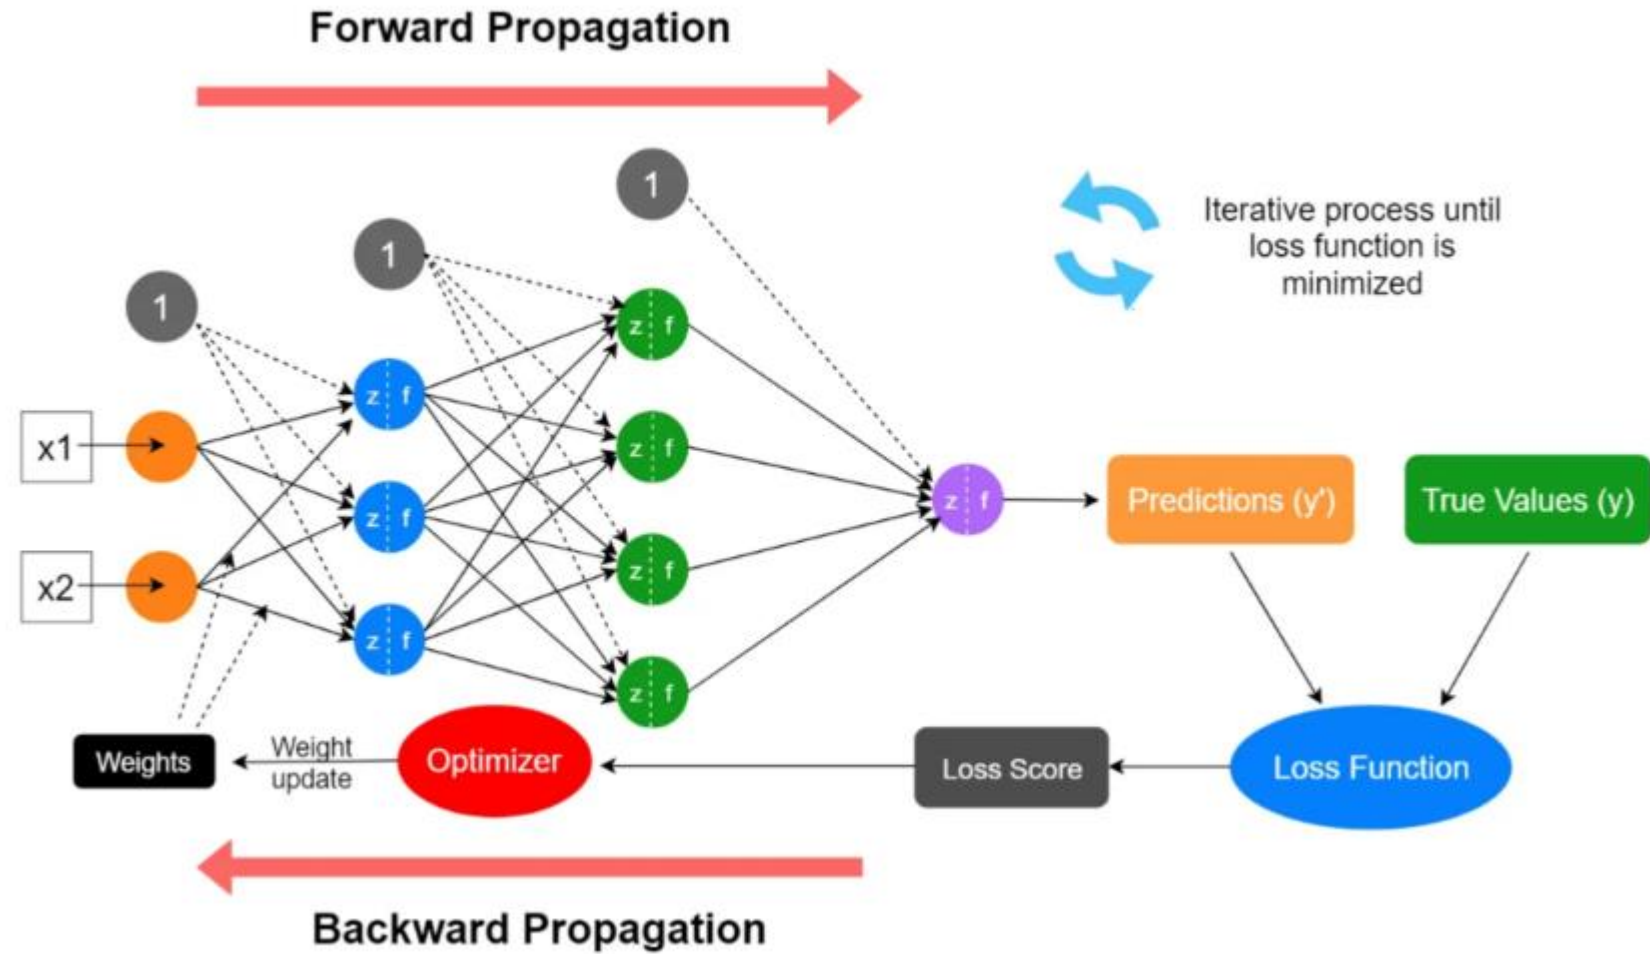 Forward Propagation
1
1
1
Iterative process until
loss function is
minimized
z f
z f
x1
z f
z f
z f
z f
Predictions (y')
True Values (y)
x2
z f
z f
Weights
Weight
update
Optimizer
Loss Score
Loss Function
Backward Propagation